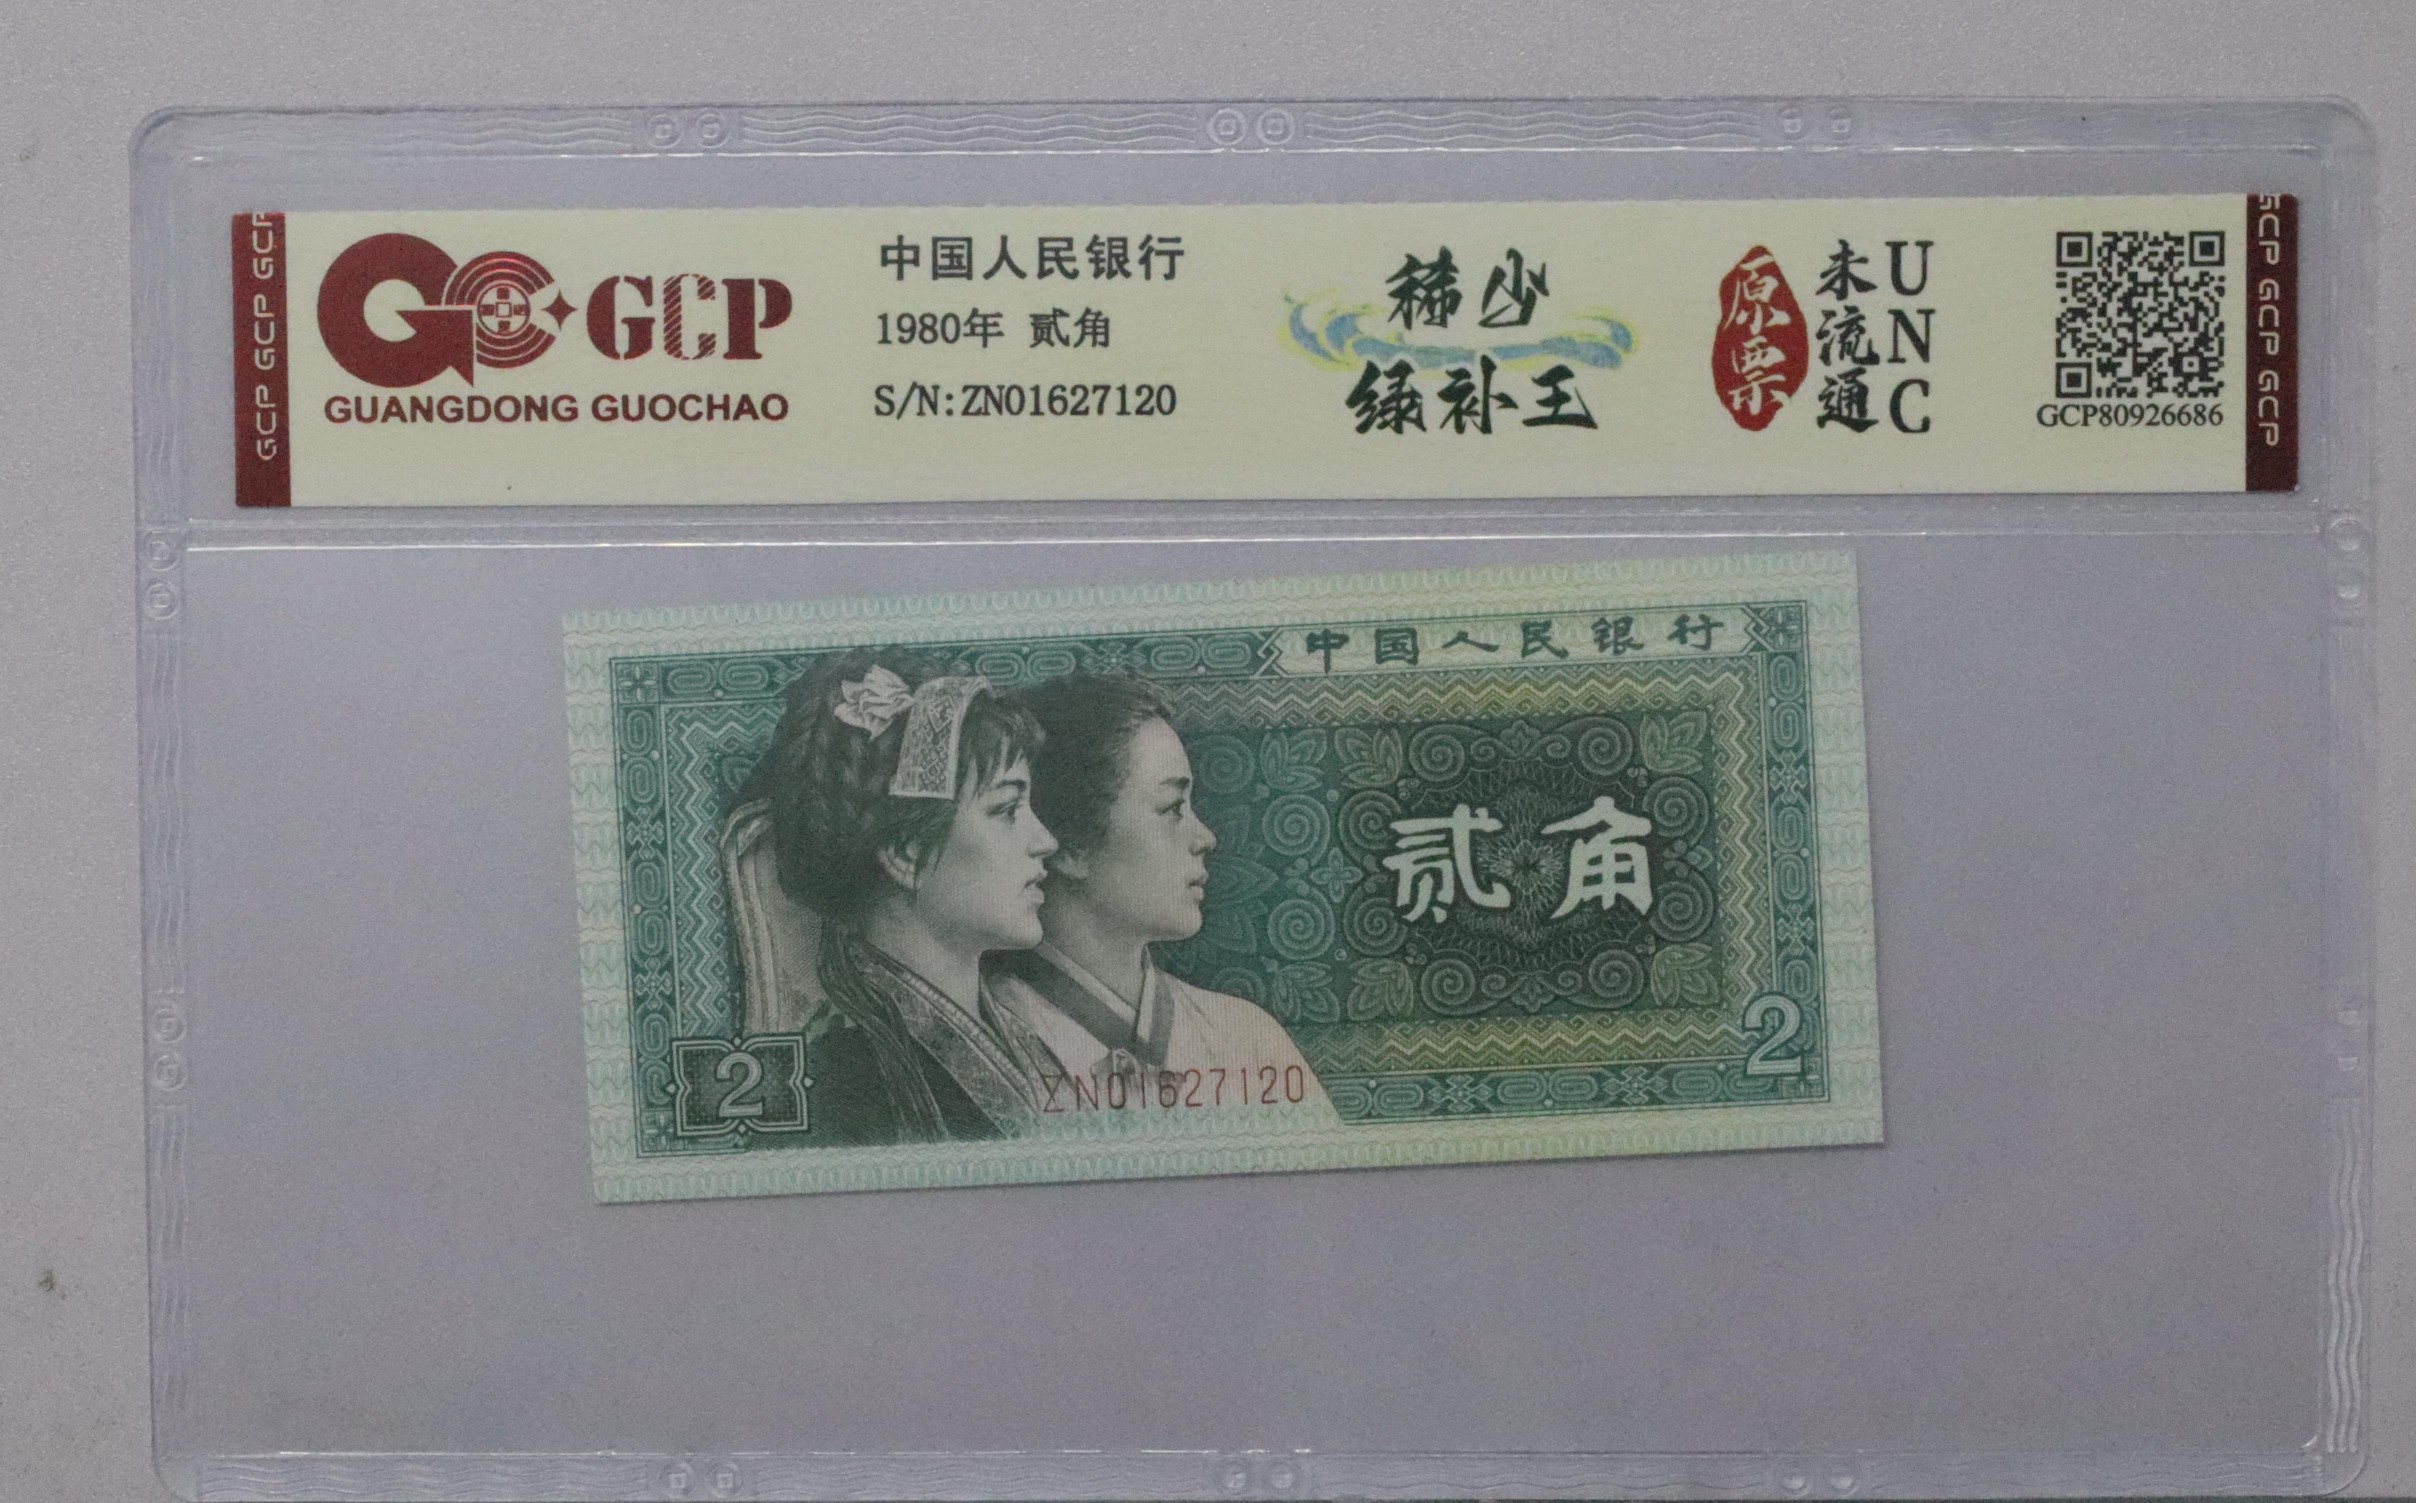 GCP GCP GCP
GCP
GUANGDONG GUOCHAO
中国人民银行
1980年 贰角
S/N:ZN01627120
稀少
绿补王
原票
未流通
UNC
GCP80926686
GCP GCP GCP
中国人民银行
贰角
2
2
ZN01627120